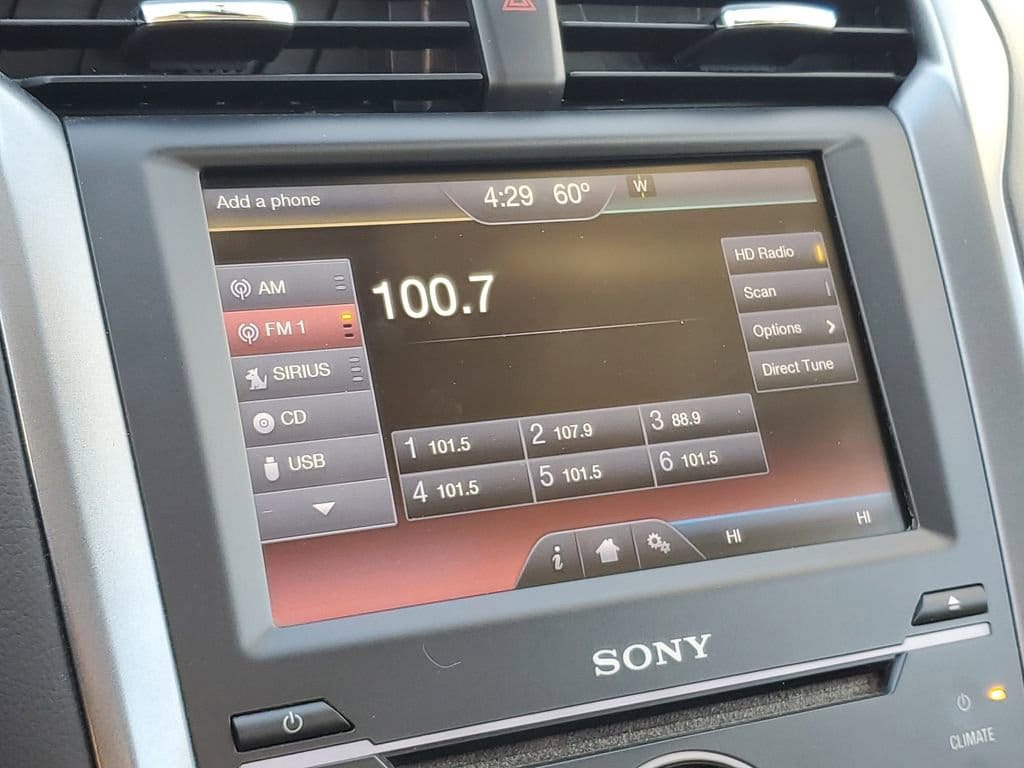 Add a phone
4:29 60°
W
AM
FM 1
SIRIUS
CD
USB
100.7
HD Radio
Scan
Options
Direct Tune
1 101.5
2 107.9
3 88.9
4 101.5
5 101.5
6 101.5
i
HI
HI
SONY
CLIMATE